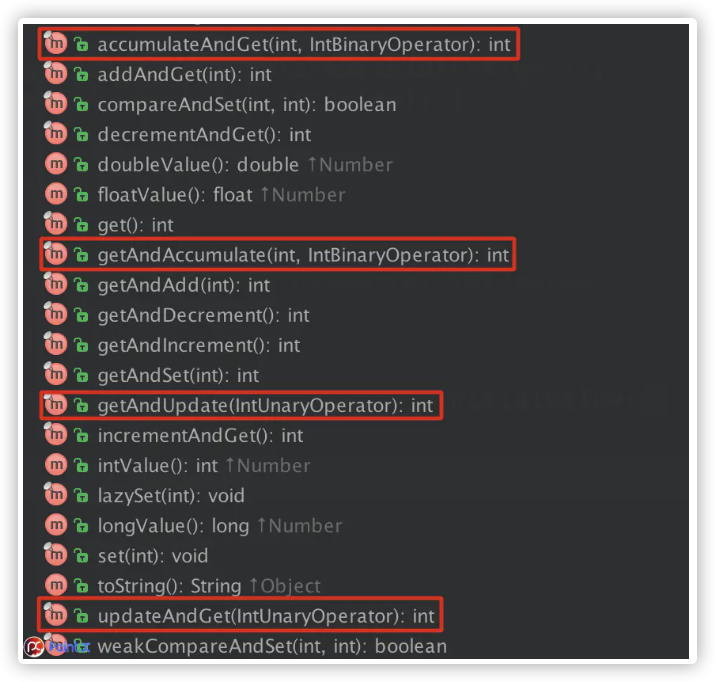 accumulateAndGet(int, IntBinaryOperator): int
addAndGet(int): int
compareAndSet(int, int): boolean
decrementAndGet(): int
doubleValue(): double ↑Number
floatValue(): float ↑Number
get(): int
getAndAccumulate(int, IntBinaryOperator): int
getAndAdd(int): int
getAndDecrement(): int
getAndIncrement(): int
getAndSet(int): int
getAndUpdate(IntUnaryOperator): int
incrementAndGet(): int
intValue(): int ↑Number
lazySet(int): void
longValue(): long ↑Number
set(int): void
toString(): String ↑Object
updateAndGet(IntUnaryOperator): int
weakCompareAndSet(int, int): boolean